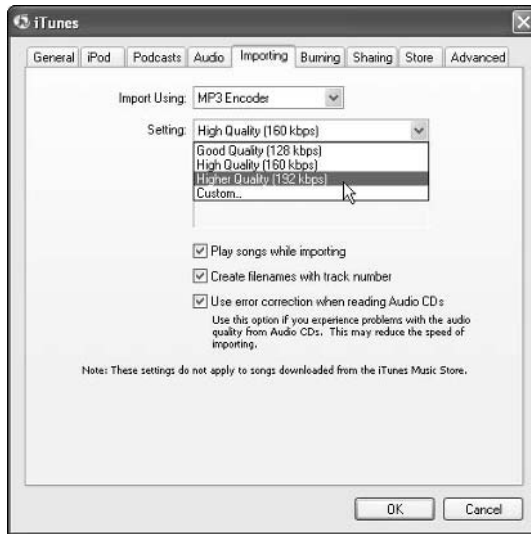 iTunes
General iPod Podcasts Audio Importing Burning Sharing Store Advanced
Import Using: MP3 Encoder
Setting: High Quality (160 kbps)
Good Quality (128 kbps)
High Quality (160 kbps)
Higher Quality (192 kbps)
Custom...
Play songs while importing
Create filenames with track number
Use error correction when reading Audio CDs
Use this option if you experience problems with the audio
quality from Audio CDs. This may reduce the speed of
importing.
Note: These settings do not apply to songs downloaded from the iTunes Music Store.
OK Cancel